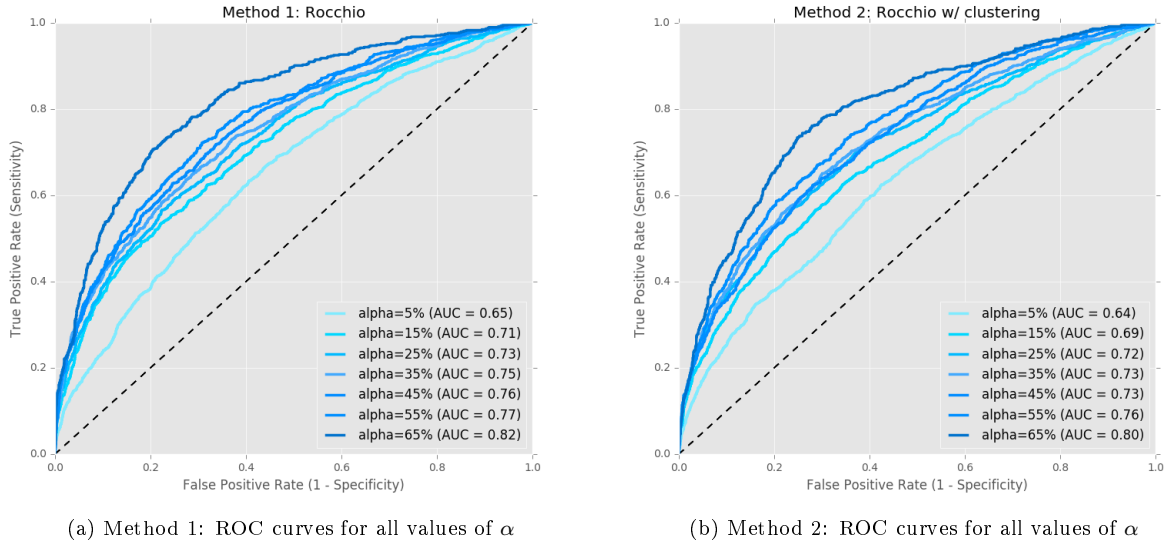 Method 1: Rocchio
1.0
0.8
0.6
0.4
0.2
0.0
True Positive Rate (Sensitivity)
alpha=5% (AUC = 0.65)
alpha=15% (AUC = 0.71)
alpha=25% (AUC = 0.73)
alpha=35% (AUC = 0.75)
alpha=45% (AUC = 0.76)
alpha=55% (AUC = 0.77)
alpha=65% (AUC = 0.82)
0.0 0.2 0.4 0.6 0.8 1.0
False Positive Rate (1 - Specificity)
(a) Method 1: ROC curves for all values of α
Method 2: Rocchio w/ clustering
1.0
0.8
0.6
0.4
0.2
0.0
True Positive Rate (Sensitivity)
alpha=5% (AUC = 0.64)
alpha=15% (AUC = 0.69)
alpha=25% (AUC = 0.72)
alpha=35% (AUC = 0.73)
alpha=45% (AUC = 0.73)
alpha=55% (AUC = 0.76)
alpha=65% (AUC = 0.80)
0.0 0.2 0.4 0.6 0.8 1.0
False Positive Rate (1 - Specificity)
(b) Method 2: ROC curves for all values of α